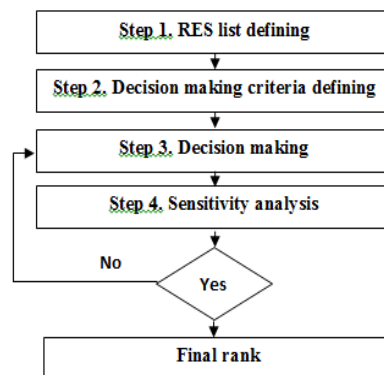 Step 1. RES list defining
Step 2. Decision making criteria defining
Step 3. Decision making
Step 4. Sensitivity analysis
No
Yes
Final rank